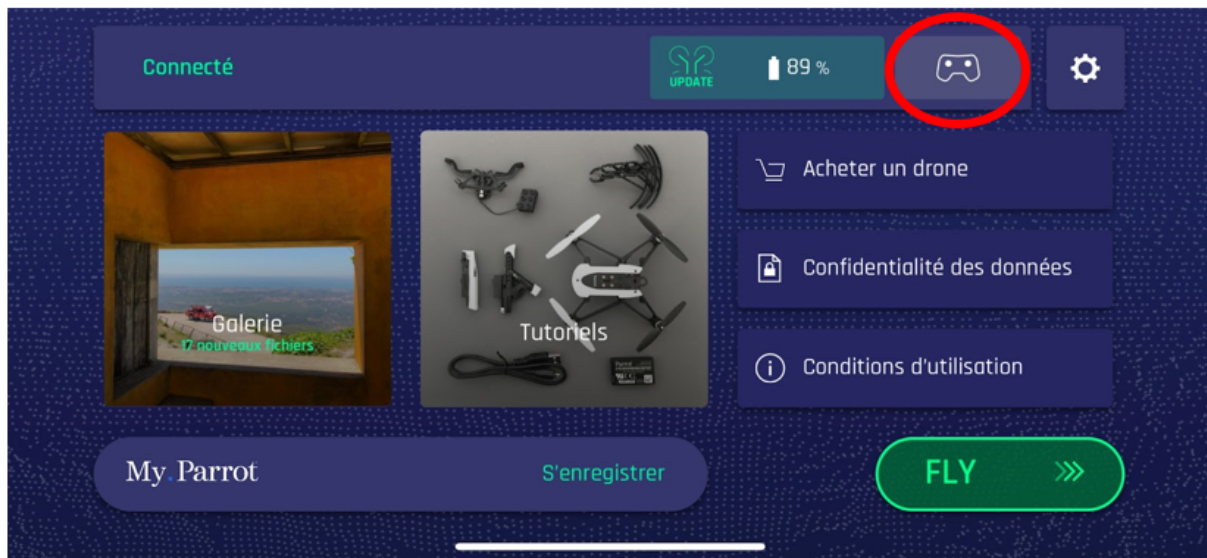 Connecté
UPDATE
89 %
Acheter un drone
Confidentialité des données
Galerie
17 nouveaux fichiers
Tutoriels
Conditions d'utilisation
My.Parrot
S'enregistrer
FLY